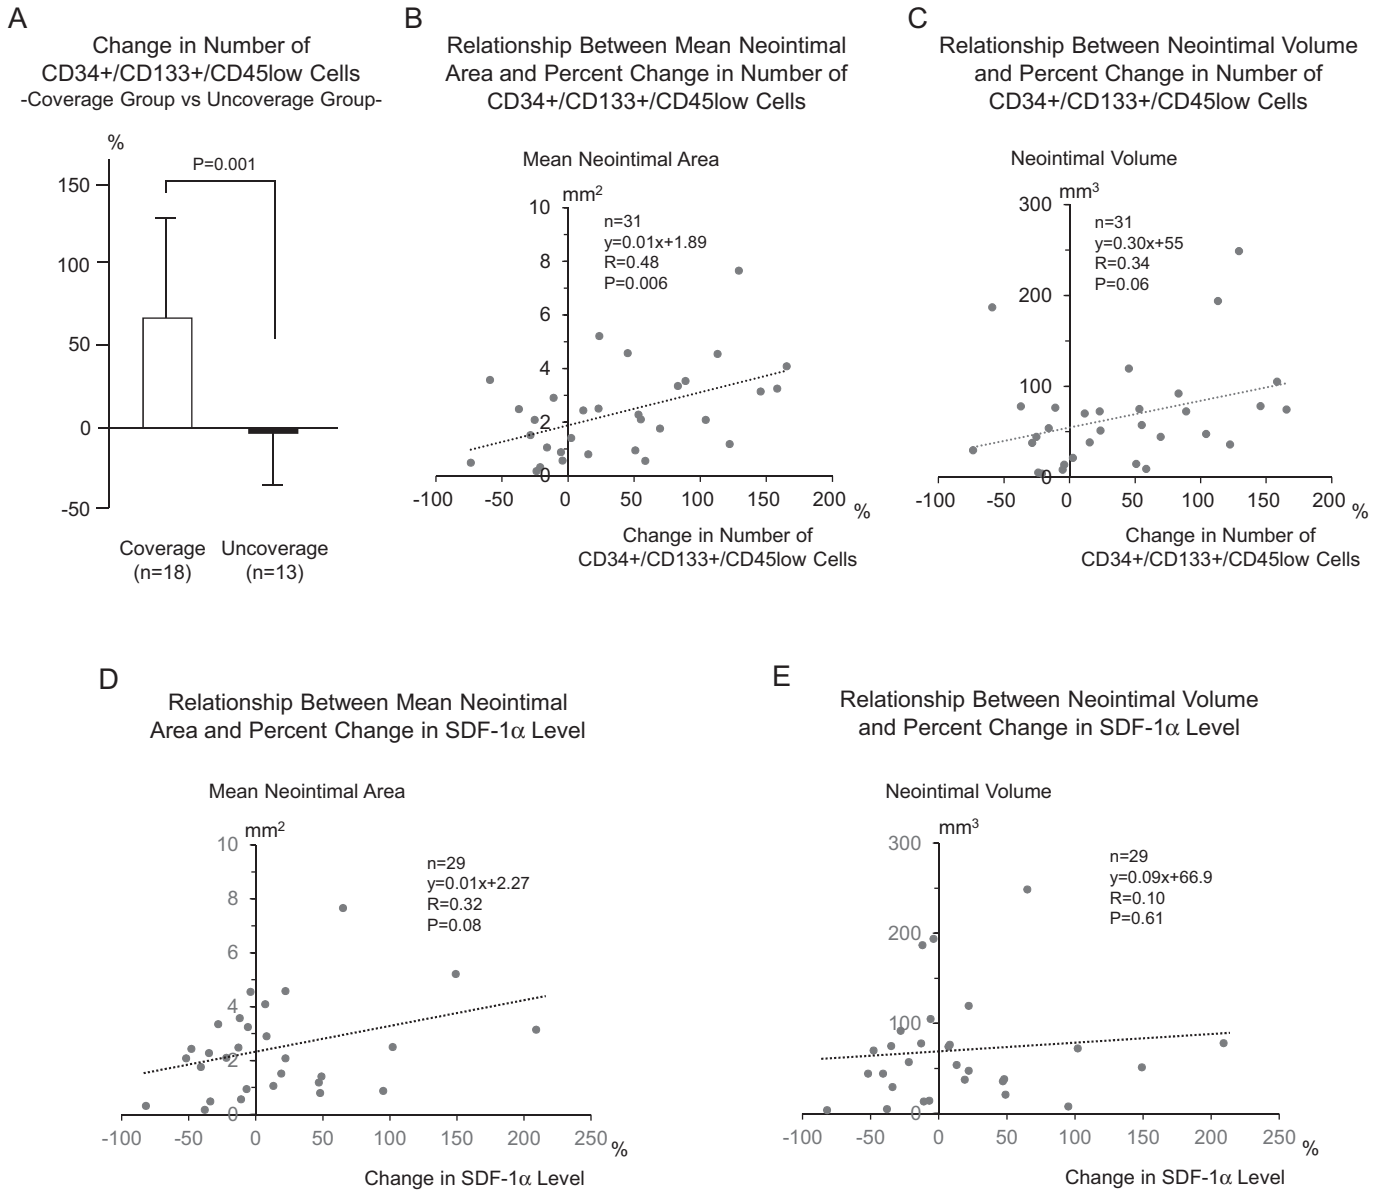 A
Change in Number of
CD34+/CD133+/CD45low Cells
-Coverage Group vs Uncoverage Group-
%
P=0.001
150
100
50
0
-50
Coverage
(n=18)
Uncoverage
(n=13)
B
Relationship Between Mean Neointimal
Area and Percent Change in Number of
CD34+/CD133+/CD45low Cells
Mean Neointimal Area
mm2
n=31
y=0.01x+1.89
R=0.48
P=0.006
10
8
6
4
2
0
-100 -50 0 50 100 150 200
%
Change in Number of
CD34+/CD133+/CD45low Cells
C
Relationship Between Neointimal Volume
and Percent Change in Number of
CD34+/CD133+/CD45low Cells
Neointimal Volume
mm3
n=31
y=0.30x+55
R=0.34
P=0.06
300
200
100
0
-100 -50 0 50 100 150 200
%
Change in Number of
CD34+/CD133+/CD45low Cells
D
Relationship Between Mean Neointimal
Area and Percent Change in SDF-1α Level
Mean Neointimal Area
mm2
n=29
y=0.01x+2.27
R=0.32
P=0.08
10
8
6
4
2
0
-100 -50 0 50 100 150 200 250
%
Change in SDF-1α Level
E
Relationship Between Neointimal Volume
and Percent Change in SDF-1α Level
Neointimal Volume
mm3
n=29
y=0.09x+66.9
R=0.10
P=0.61
300
200
100
0
-100 -50 0 50 100 150 200 250
%
Change in SDF-1α Level